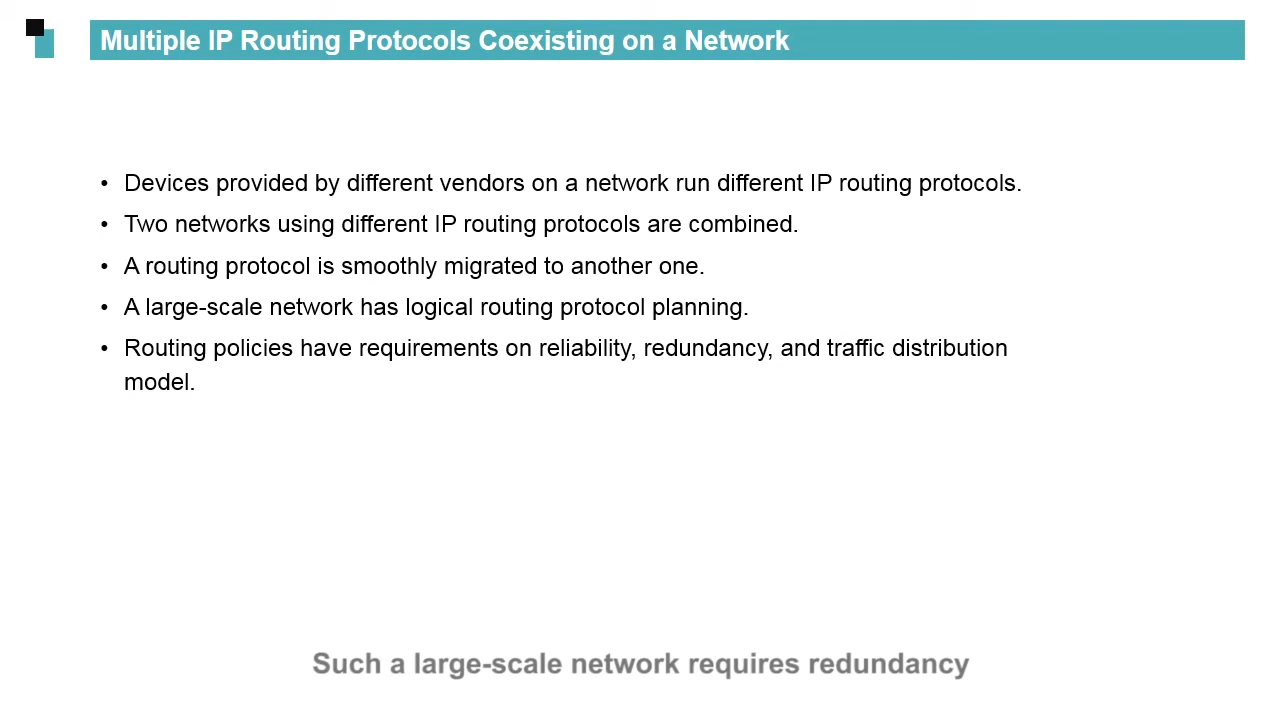 Multiple IP Routing Protocols Coexisting on a Network
• Devices provided by different vendors on a network run different IP routing protocols.
• Two networks using different IP routing protocols are combined.
• A routing protocol is smoothly migrated to another one.
• A large-scale network has logical routing protocol planning.
• Routing policies have requirements on reliability, redundancy, and traffic distribution
model.
Such a large-scale network requires redundancy